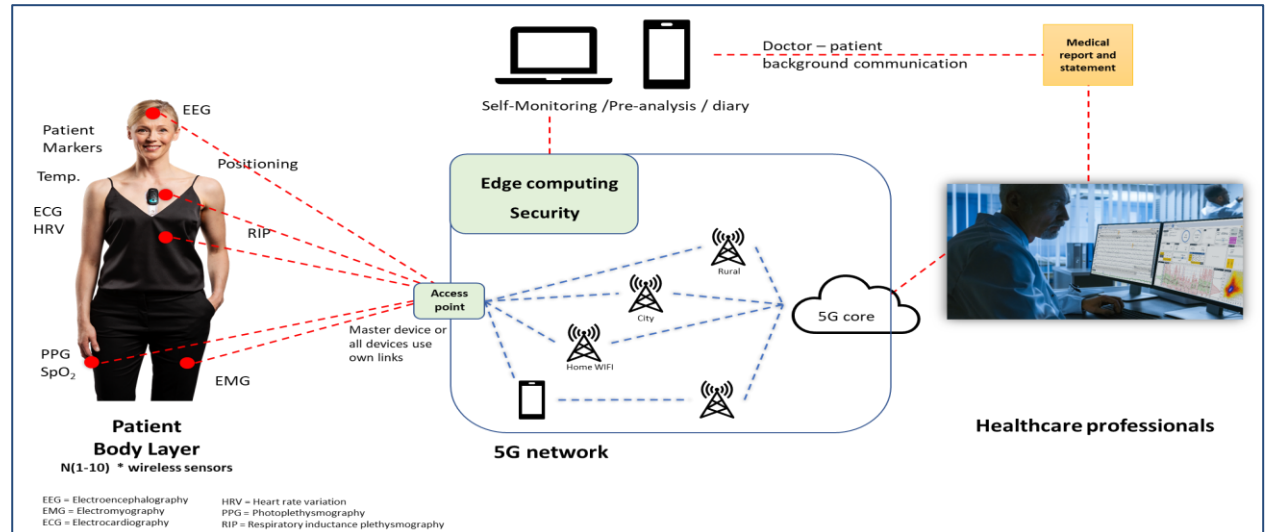 EEG
Patient
Markers
Positioning
Temp.
ECG
HRV
RIP
PPG
SpO₂
EMG
Patient
Body Layer
N(1-10) * wireless sensors
EEG = Electroencephalography
EMG = Electromyography
ECG = Electrocardiography
HRV = Heart rate variation
PPG = Photoplethysmography
RIP = Respiratory inductance plethysmography
Self-Monitoring /Pre-analysis / diary
Doctor – patient
background communication
Medical
report and
statement
Edge computing
Security
Access
point
Master device or
all devices use
own links
Rural
City
Home WIFI
5G core
5G network
Healthcare professionals